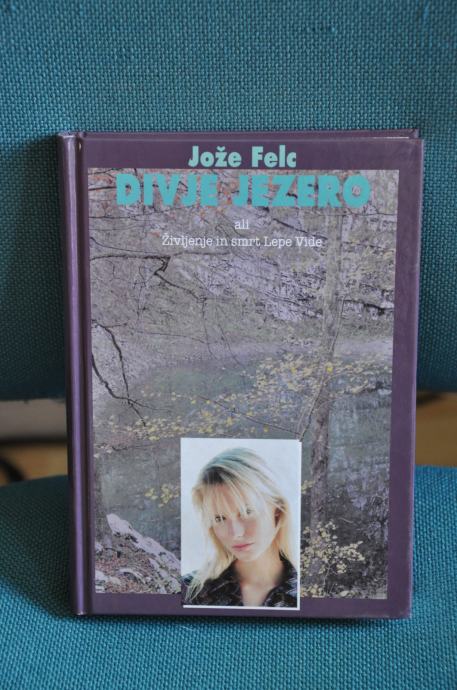 Jože Felc
DIVJE JEZERO
ali
Življenje in smrt Lepe Vide